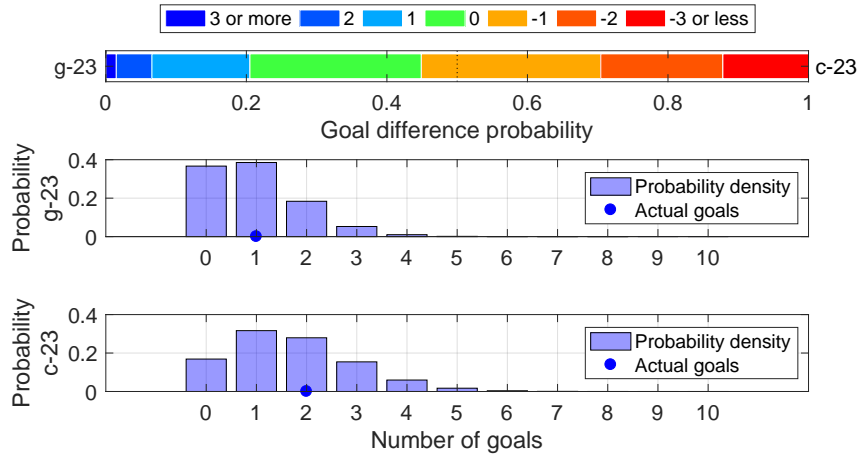 3 or more 2 1 0 -1 -2 -3 or less
g-23 c-23
0 0.2 0.4 0.6 0.8 1
Goal difference probability
Probability
g-23
0.4
0.2
0
Probability density
Actual goals
0 1 2 3 4 5 6 7 8 9 10
Probability
c-23
0.4
0.2
0
Probability density
Actual goals
0 1 2 3 4 5 6 7 8 9 10
Number of goals